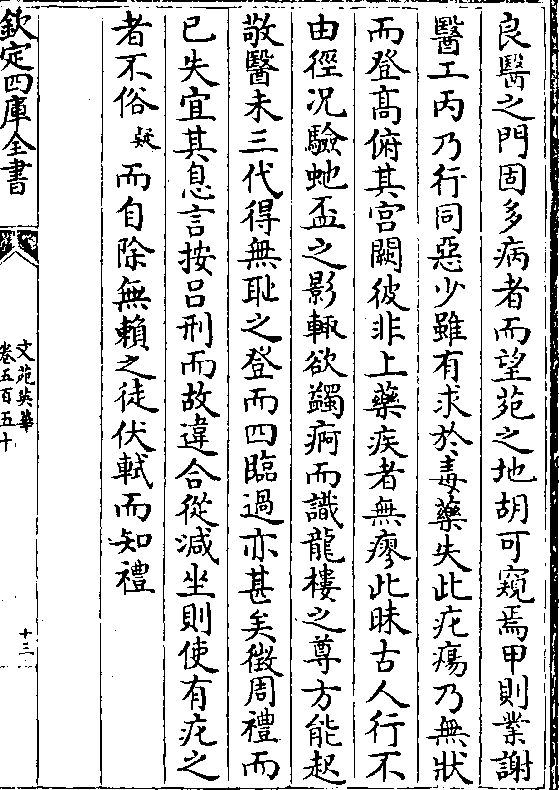 良醫之門固多病者而望苑之地胡可窺焉甲則業謝
醫工丙乃行同惡少雖有求於毒藥失此疕瘍乃無狀
而登高俯其宫闕彼非上藥疾者無瘳此昧古人行不
由徑况驗虵盃之影輙欲蠲痾而識龍樓之尊方能起
敬醫未三代得無恥之登而四臨過亦甚矣徵周禮而
已失宜其息言按吕刑而故違合從减坐則使有疕之
者不俗疑而自除無賴之徒伏軾而知禮
欽定四庫全書
文苑英華
卷五百五十
十三